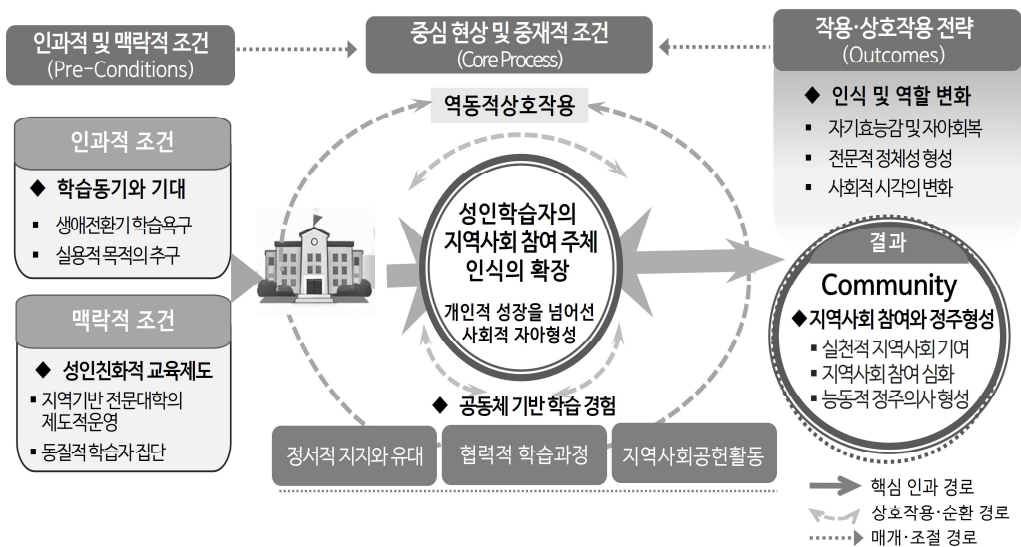 인과적 및 맥락적 조건
(Pre-Conditions)
중심 현상 및 중재적 조건
(Core Process)
작용·상호작용 전략
(Outcomes)
인과적 조건
◆ 학습동기와 기대
▪ 생애전환기 학습욕구
▪ 실용적 목적의 추구
맥락적 조건
◆ 성인친화적 교육제도
▪ 지역기반 전문대학의
제도적운영
▪ 동질적 학습자 집단
역동적상호작용
성인학습자의
지역사회 참여 주체
인식의 확장
개인적 성장을 넘어선
사회적 자아형성
◆ 공동체 기반 학습 경험
정서적 지지와 유대
협력적 학습과정
지역사회공헌활동
◆ 인식 및 역할 변화
▪ 자기효능감 및 자아회복
▪ 전문적 정체성 형성
▪ 사회적 시각의 변화
결과
Community
◆지역사회 참여와 정주형성
▪ 실천적 지역사회 기여
▪ 지역사회 참여 심화
▪ 능동적 정주의사 형성
핵심 인과 경로
상호작용·순환 경로
매개·조절 경로